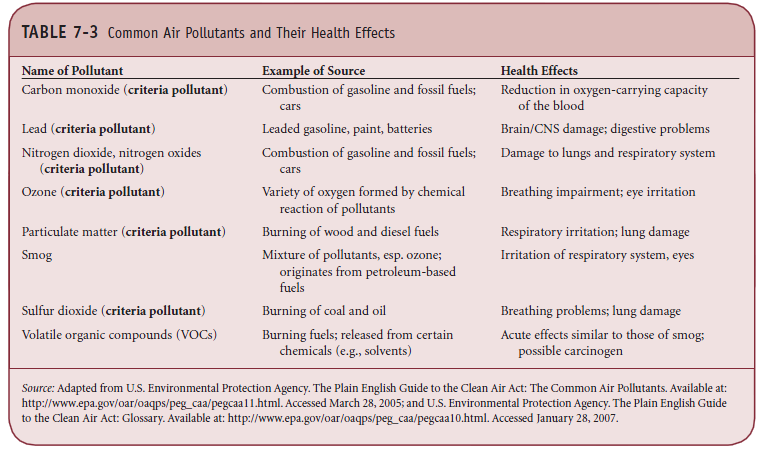 TABLE 7-3 Common Air Pollutants and Their Health Effects
Name of Pollutant Example of Source Health Effects
Carbon monoxide (criteria pollutant) Combustion of gasoline and fossil fuels; Reduction in oxygen-carrying capacity
cars of the blood
Lead (criteria pollutant) Leaded gasoline, paint, batteries Brain/CNS damage; digestive problems
Nitrogen dioxide, nitrogen oxides Combustion of gasoline and fossil fuels; Damage to lungs and respiratory system
(criteria pollutant) cars
Ozone (criteria pollutant) Variety of oxygen formed by chemical Breathing impairment; eye irritation
reaction of pollutants
Particulate matter (criteria pollutant) Burning of wood and diesel fuels Respiratory irritation; lung damage
Smog Mixture of pollutants, esp. ozone; Irritation of respiratory system, eyes
originates from petroleum-based
fuels
Sulfur dioxide (criteria pollutant) Burning of coal and oil Breathing problems; lung damage
Volatile organic compounds (VOCs) Burning fuels; released from certain Acute effects similar to those of smog;
chemicals (e.g., solvents) possible carcinogen
Source: Adapted from U.S. Environmental Protection Agency. The Plain English Guide to the Clean Air Act: The Common Air Pollutants. Available at:
http://www.epa.gov/oar/oaqps/peg_caa/pegcaa11.html. Accessed March 28, 2005; and U.S. Environmental Protection Agency. The Plain English Guide
to the Clean Air Act: Glossary. Available at: http://www.epa.gov/oar/oaqps/peg_caa/pegcaa10.html. Accessed January 28, 2007.